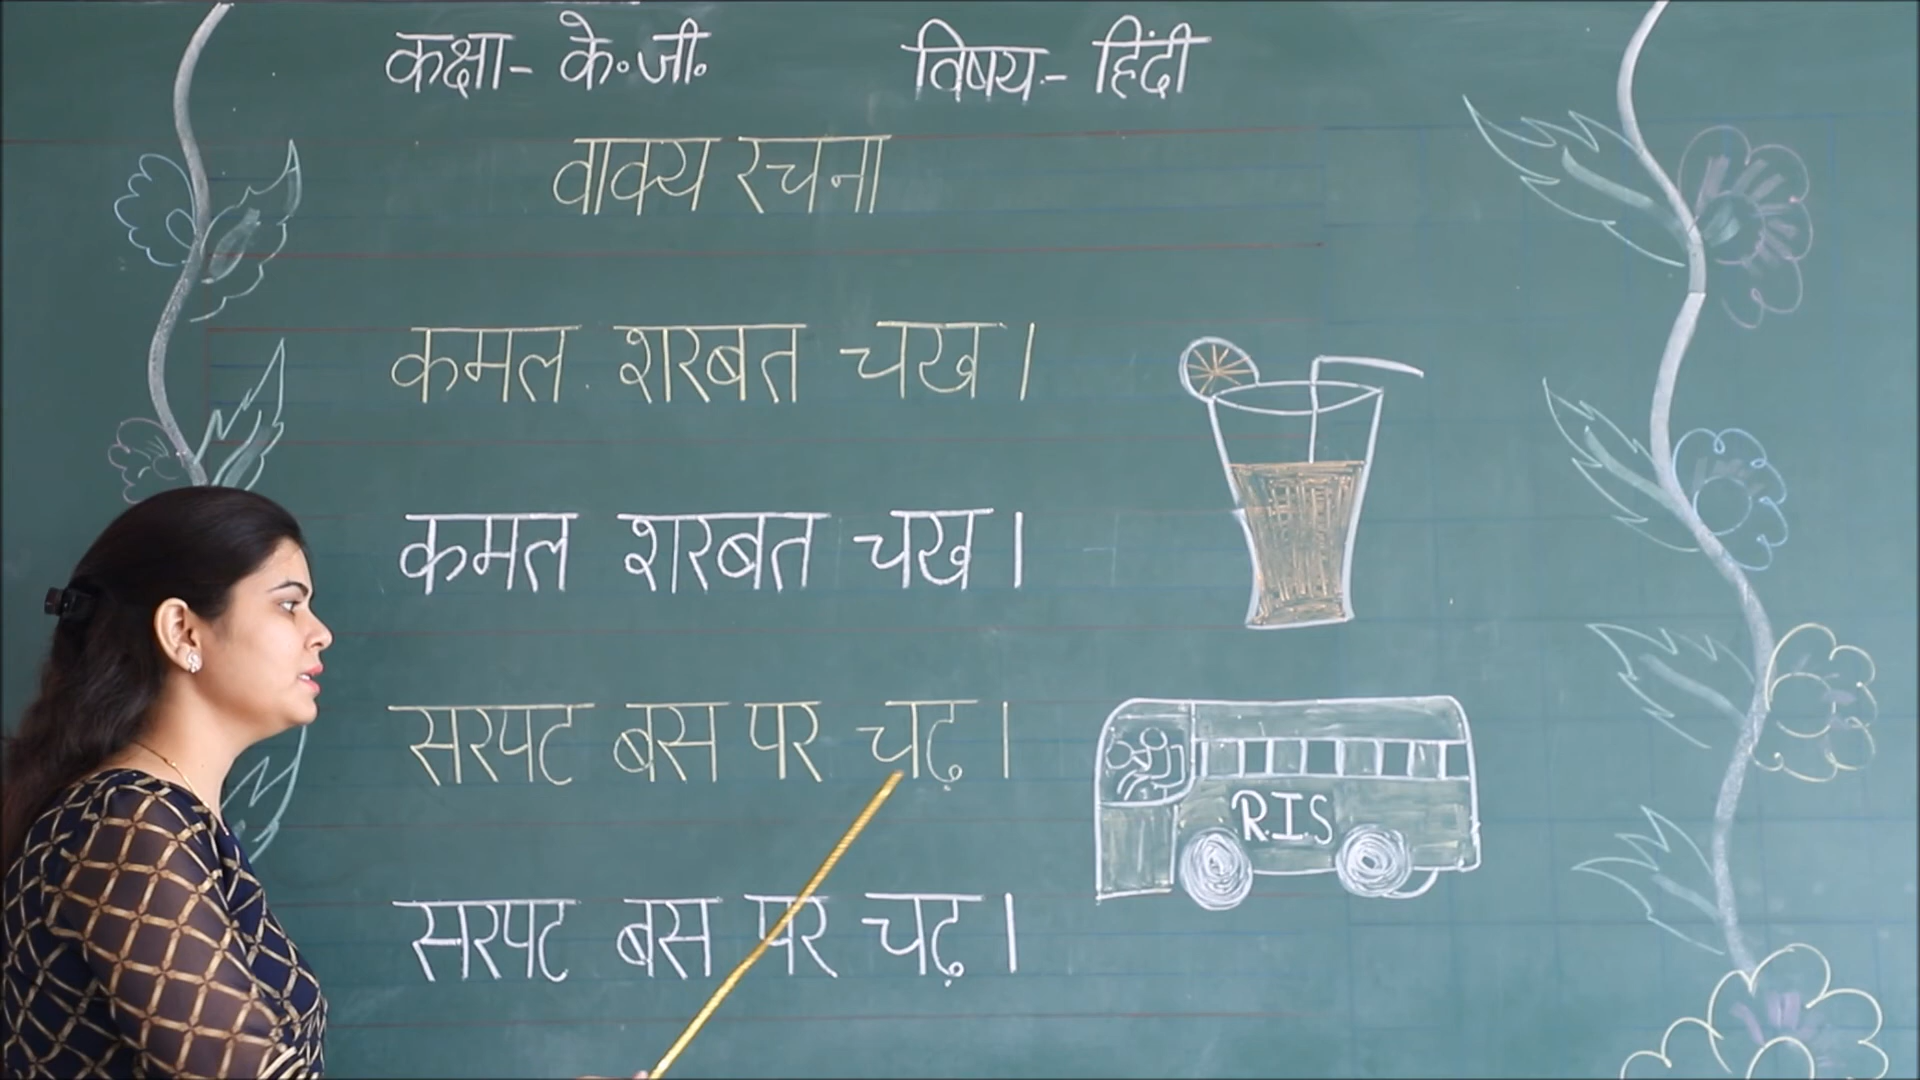 कक्षा- के॰जी॰ विषय- हिंदी
वाक्य रचना
कमल शरबत चख।
कमल शरबत चख।
सरपट बस पर चढ़।
R.I.S
सरपट बस पर चढ़।